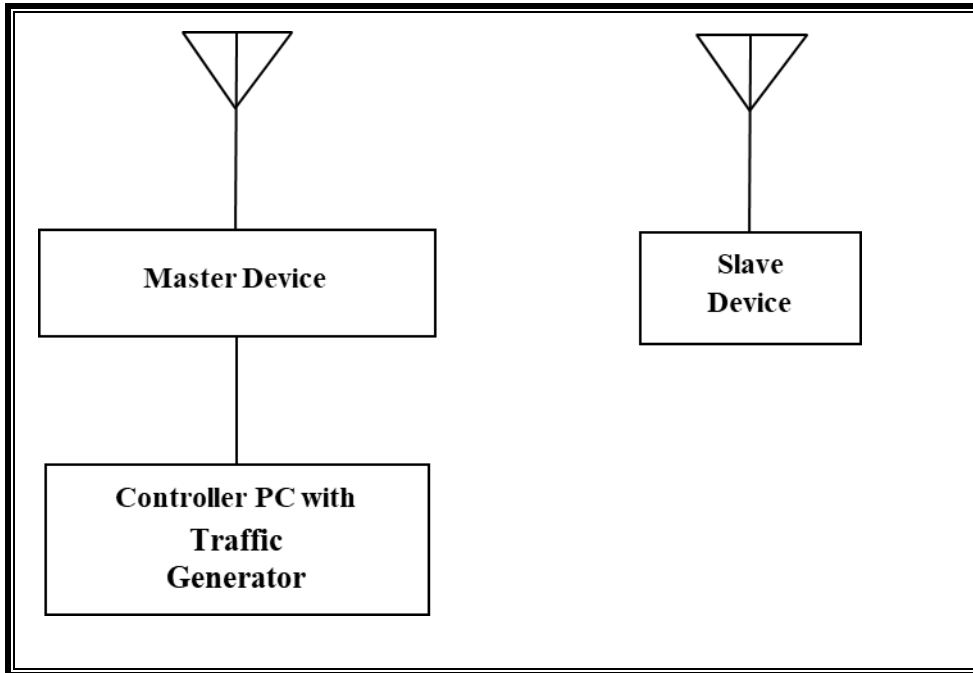 Master Device
Slave
Device
Controller PC with
Traffic
Generator